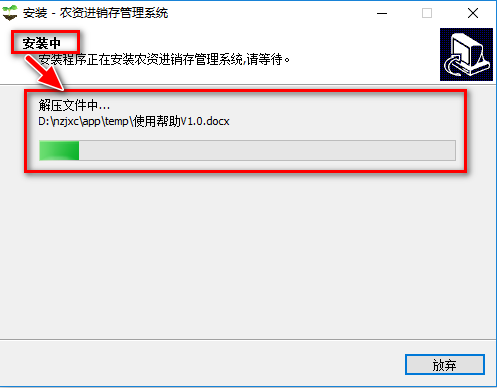 安装 - 农资进销存管理系统
安装中
安装程序正在安装农资进销存管理系统,请等待。
解压文件中...
D:\nzjxc\app\temp\使用帮助V1.0.docx
放弃